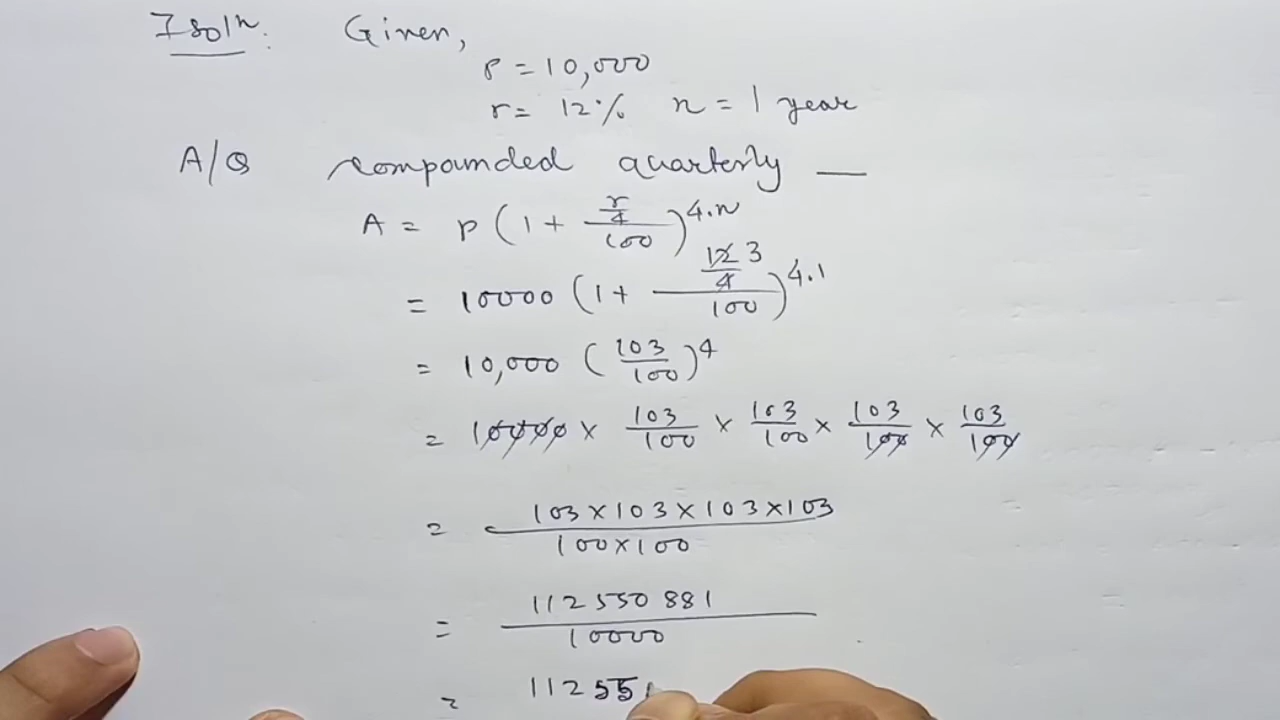 Isoln. Given,
P = 10,000
r = 12% n = 1 year
A/Q compounded quarterly —
A = P (1 + r/4/100)^4.n
= 10000 (1 + 12/4 3/100)^4.1
= 10,000 (103/100)^4
= 10000 × 103/100 × 103/100 × 103/100 × 103/100
= 103×103×103×103/100×100
= 112550881/10000
= 11255